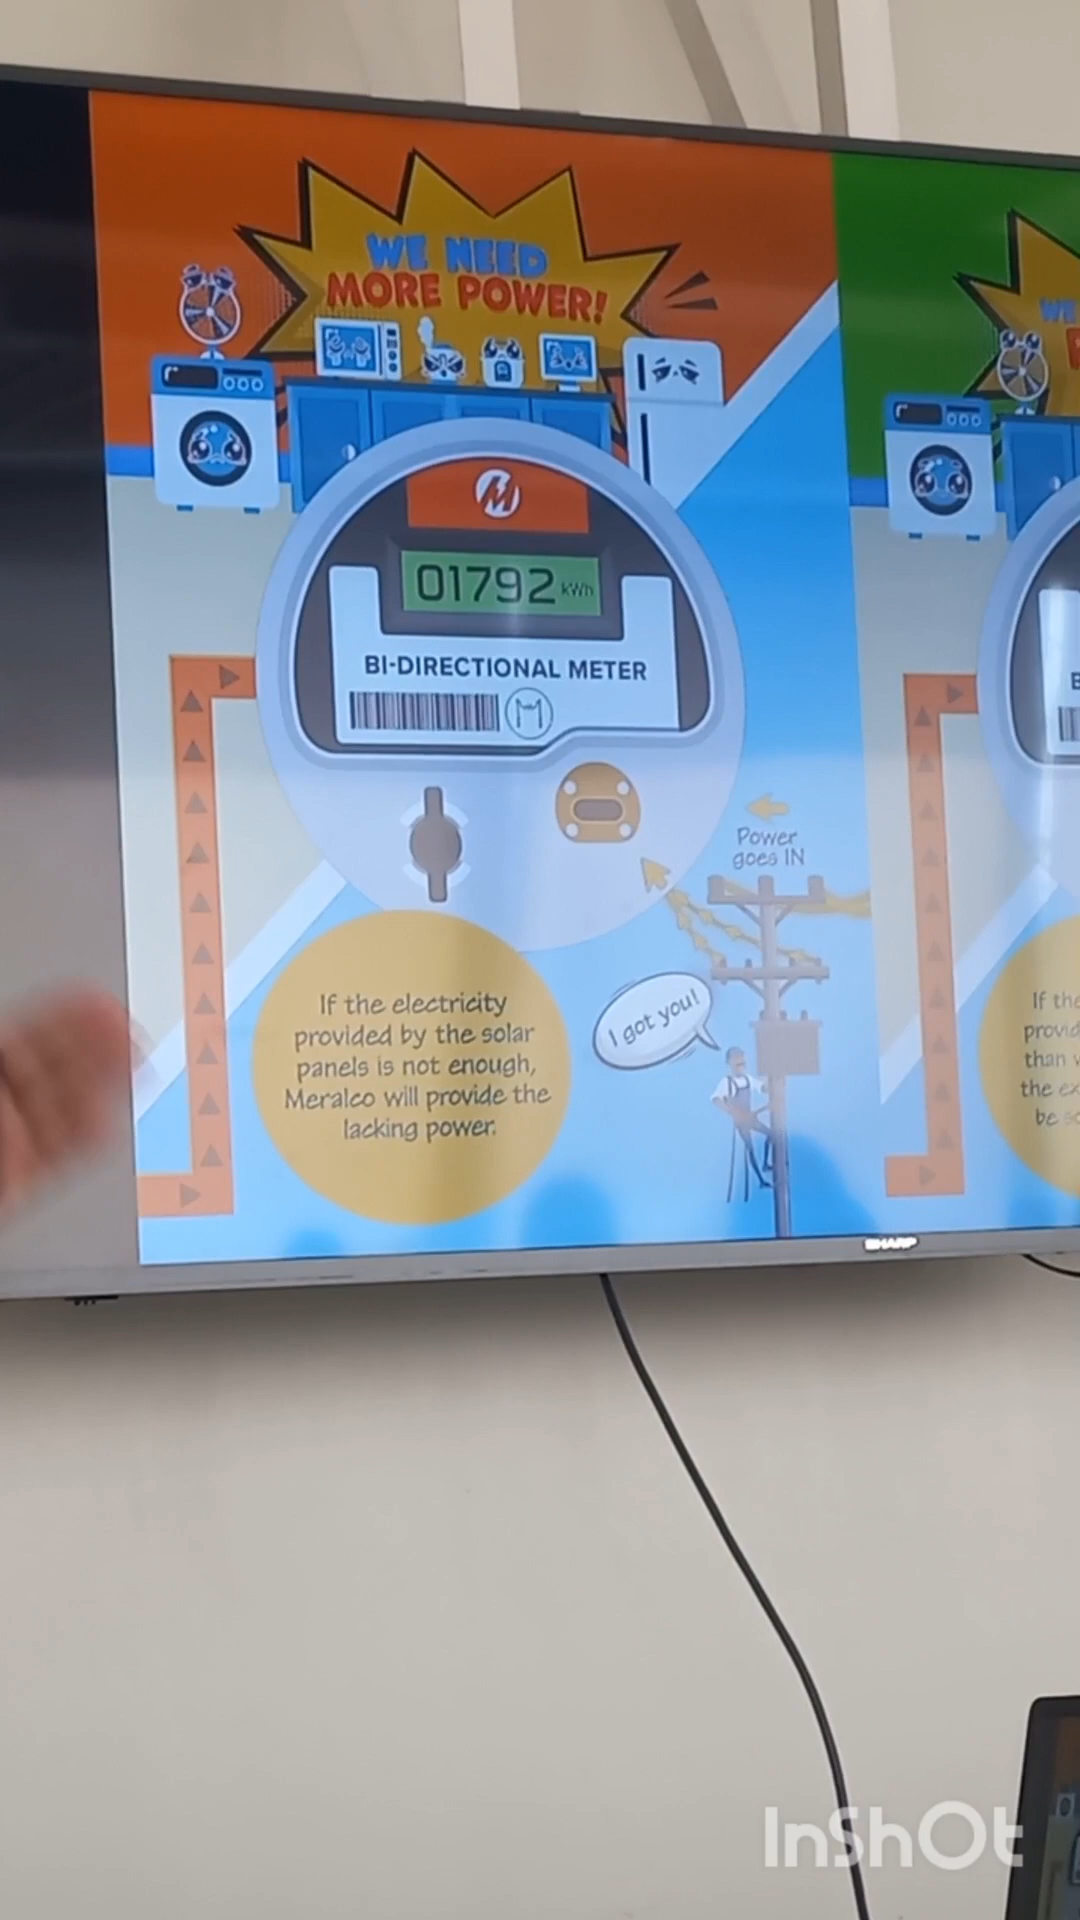 WE NEED
MORE POWER!
01792 kWh
BI-DIRECTIONAL METER
Power
goes IN
I got you!
If the electricity
provided by the solar
panels is not enough,
Meralco will provide the
lacking power.
WE
If the
than
the
be
SHARP
InShOt